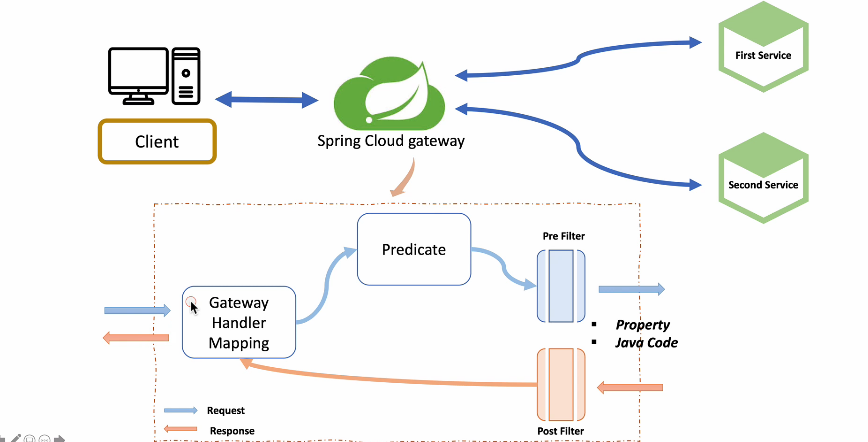 First Service
Client
Spring Cloud gateway
Second Service
Pre Filter
Predicate
Gateway
Handler
Mapping
Property
Java Code
Request
Response
Post Filter